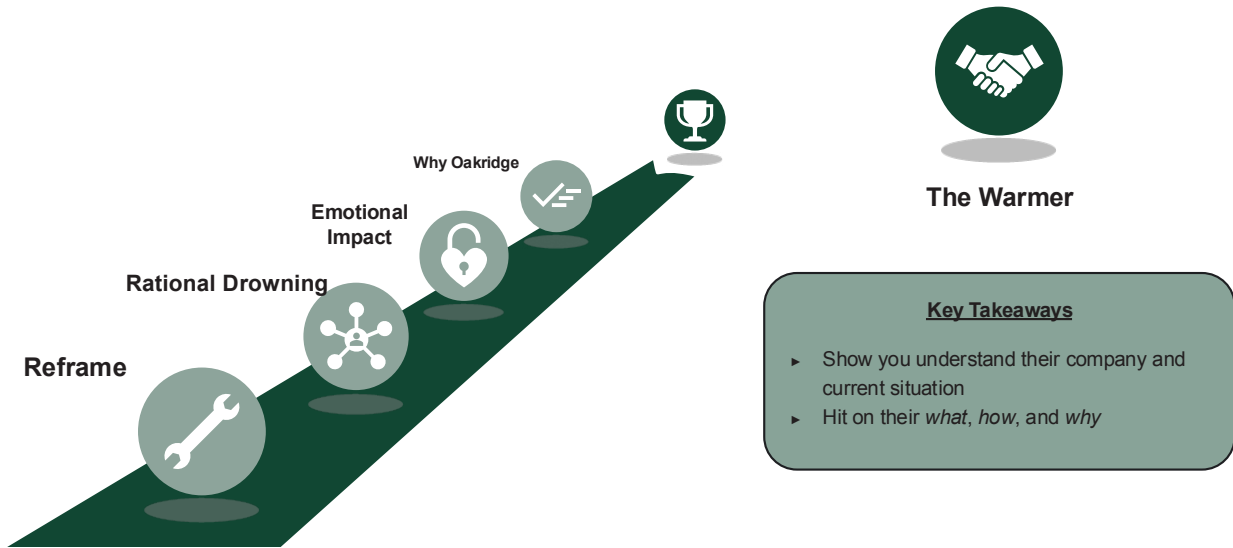 Why Oakridge
Emotional
Impact
Rational Drowning
Reframe
The Warmer
Key Takeaways
► Show you understand their company and
current situation
► Hit on their what, how, and why